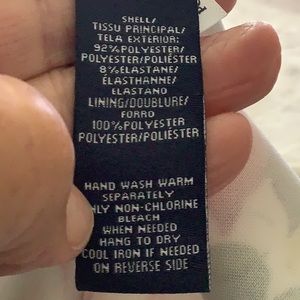 SHELL/
TISSU PRINCIPAL/
TELA EXTERIOR:
92%POLYESTER/
POLYESTER/POLIÉSTER
8%ELASTANE/
ÉLASTHANNE/
ELASTANO
LINING/DOUBLURE/
FORRO
100%POLYESTER
POLYESTER/POLIÉSTER
HAND WASH WARM
SEPARATELY
NLY NON-CHLORINE
BLEACH
WHEN NEEDED
HANG TO DRY
COOL IRON IF NEEDED
ON REVERSE SIDE